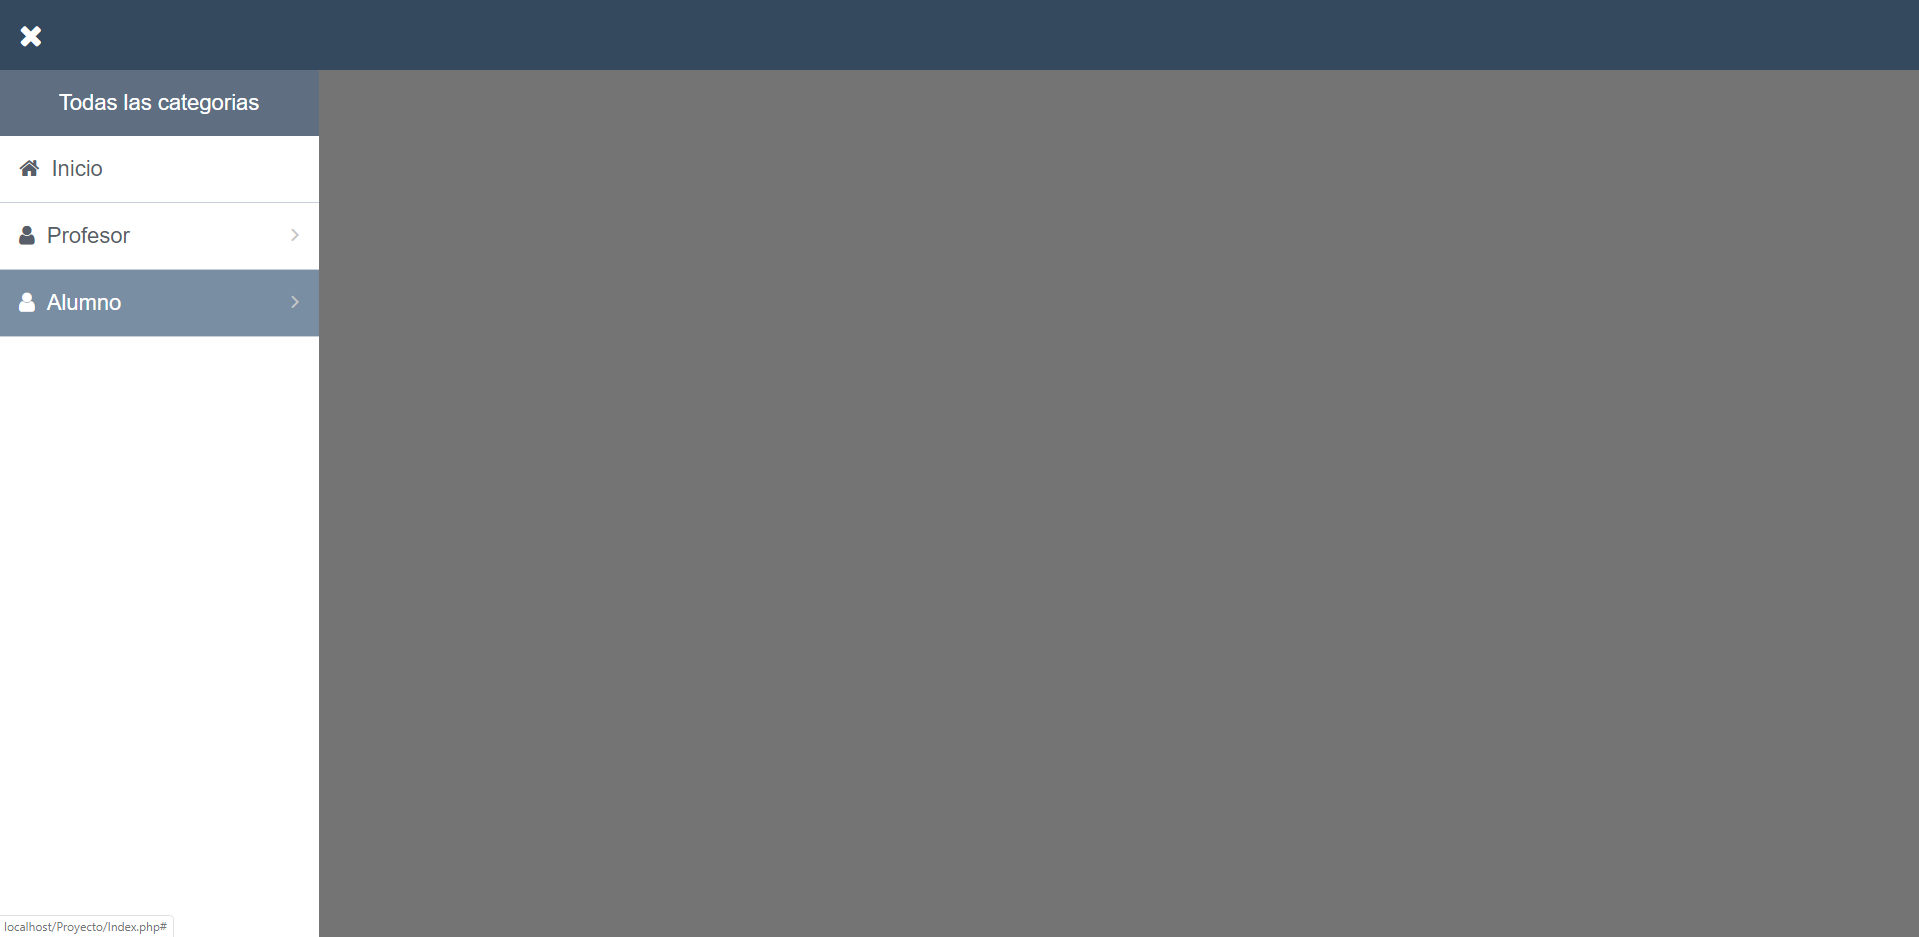 Todas las categorias
Inicio
Profesor
Alumno
localhost/Proyecto/Index.php#